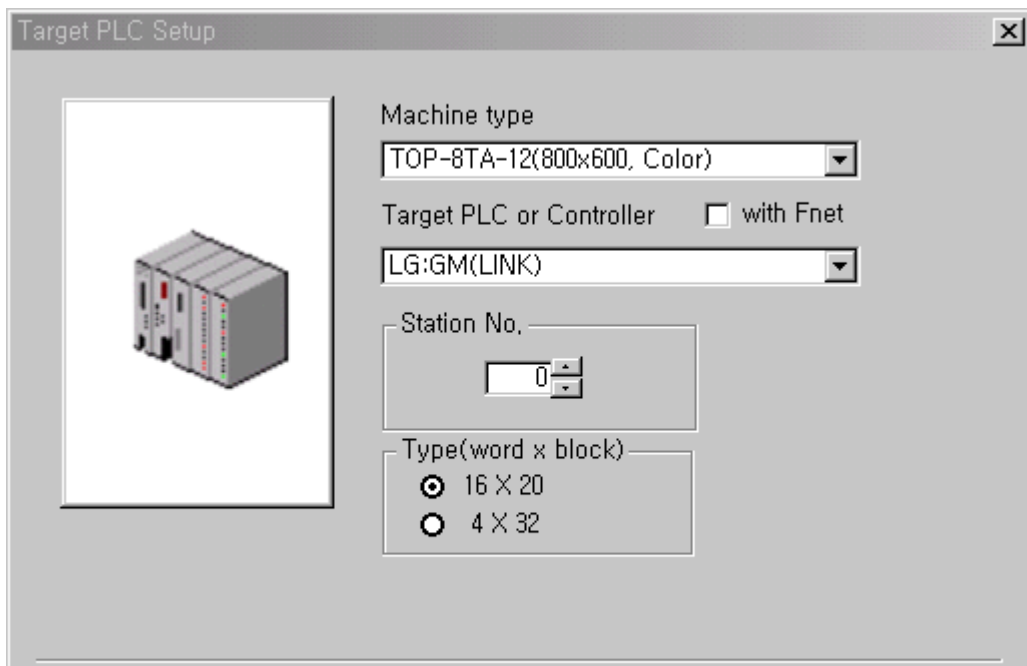 Target PLC Setup
Machine type
TOP-8TA-12(800x600, Color)
Target PLC or Controller with Fnet
LG:GM(LINK)
Station No.
0
Type(word x block)
16 X 20
4 X 32